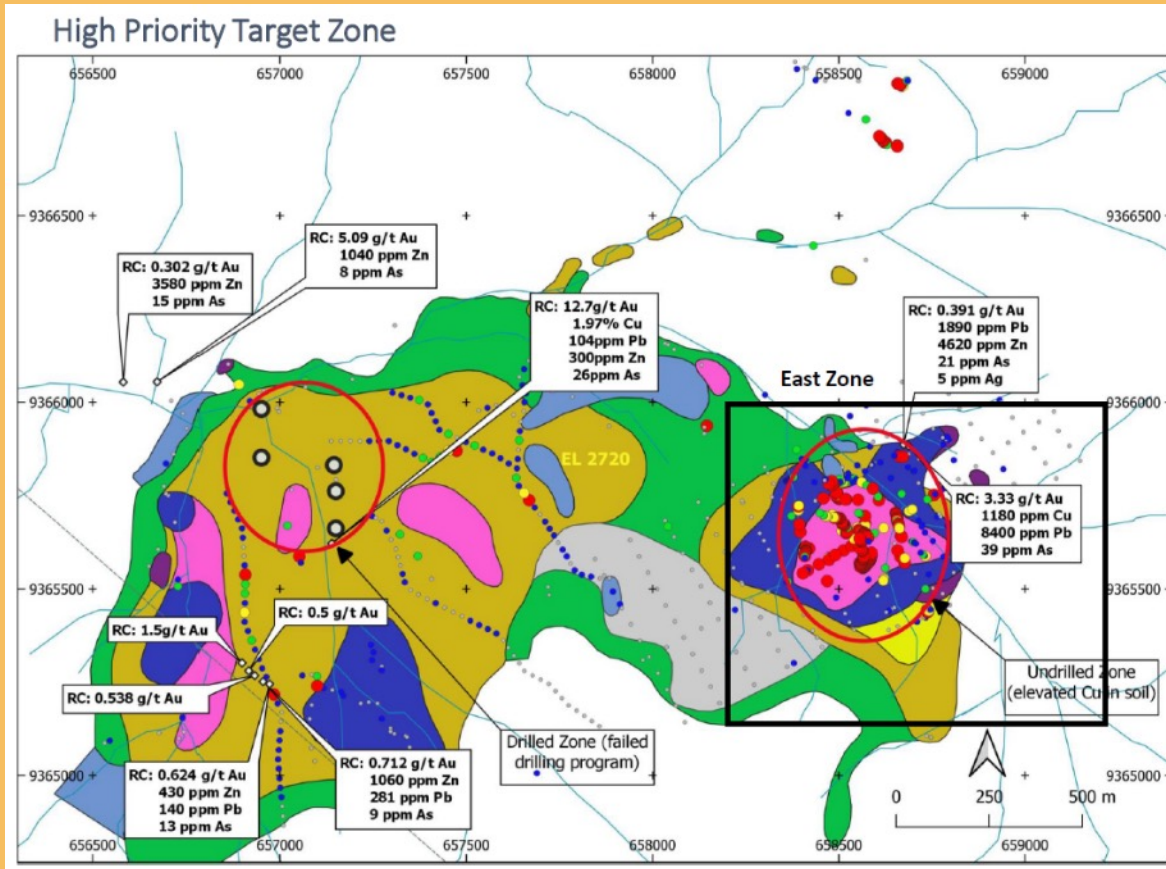 High Priority Target Zone
656500
657000
657500
658000
658500
659000
9366500
9366500
RC: 5.09 g/t Au
1040 ppm Zn
8 ppm As
RC: 0.302 g/t Au
3580 ppm Zn
15 ppm As
RC: 12.7g/t Au
1.97% Cu
104ppm Pb
300ppm Zn
26ppm As
RC: 0.391 g/t Au
1890 ppm Pb
4620 ppm Zn
21 ppm As
5 ppm Ag
East Zone
9366000
9366000
EL 2720
RC: 3.33 g/t Au
1180 ppm Cu
8400 ppm Pb
39 ppm As
9365500
9365500
RC: 0.5 g/t Au
RC: 1.5g/t Au
RC: 0.538 g/t Au
Undrilled Zone
(elevated Cu in soil)
Drilled Zone (failed
drilling program)
RC: 0.712 g/t Au
1060 ppm Zn
281 ppm Pb
9 ppm As
RC: 0.624 g/t Au
430 ppm Zn
140 ppm Pb
13 ppm As
9365000
9365000
0 250 500 m
656500
657000
657500
658000
658500
659000